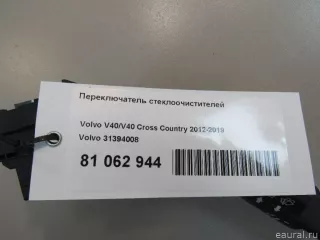 Переключатель стеклоочистителей
Volvo V40/V40 Cross Country 2012-2019
Volvo 31394008
81 062 944
eaural.ru